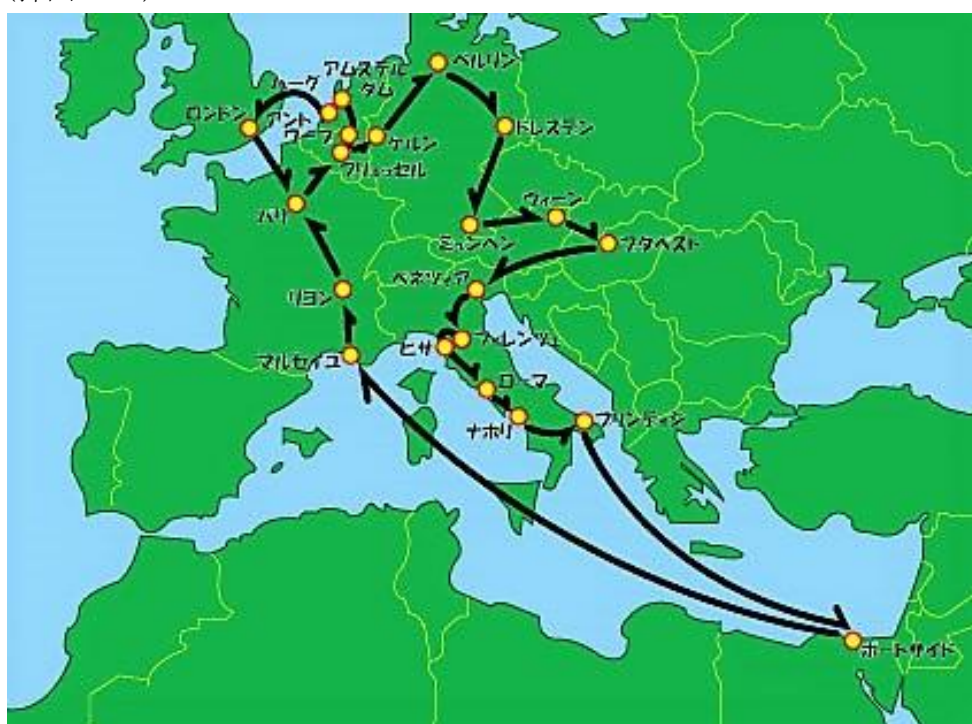 ベルリン
アムステル
ダム
ハーグ
ロンドン
アント
ワープ
ケルン
ドレスデン
ブリュッセル
パリ
ウィーン
ミュンヘン
ブダペスト
ベネツィア
リヨン
フィレンツェ
ピサ
マルセイユ
ローマ
ナポリ
ブリンディジ
ポートサイド